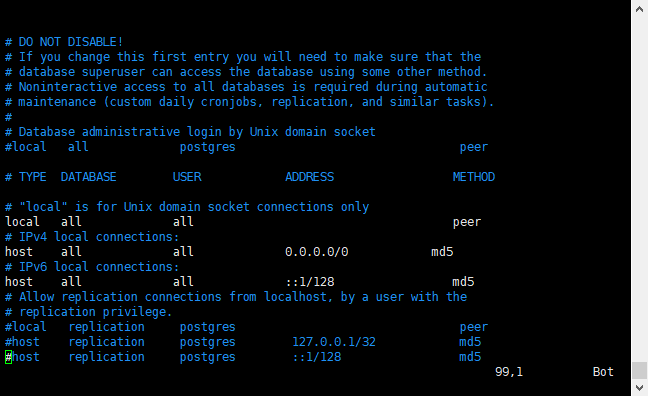 # DO NOT DISABLE!
# If you change this first entry you will need to make sure that the
# database superuser can access the database using some other method.
# Noninteractive access to all databases is required during automatic
# maintenance (custom daily cronjobs, replication, and similar tasks).
#
# Database administrative login by Unix domain socket
#local   all             postgres                                peer
# TYPE  DATABASE        USER            ADDRESS                 METHOD
# "local" is for Unix domain socket connections only
local   all             all                                     peer
# IPv4 local connections:
host    all             all             0.0.0.0/0            md5
# IPv6 local connections:
host    all             all             ::1/128                 md5
# Allow replication connections from localhost, by a user with the
# replication privilege.
#local   replication     postgres                                peer
#host    replication     postgres        127.0.0.1/32            md5
#host    replication     postgres        ::1/128                 md5
99,1          Bot